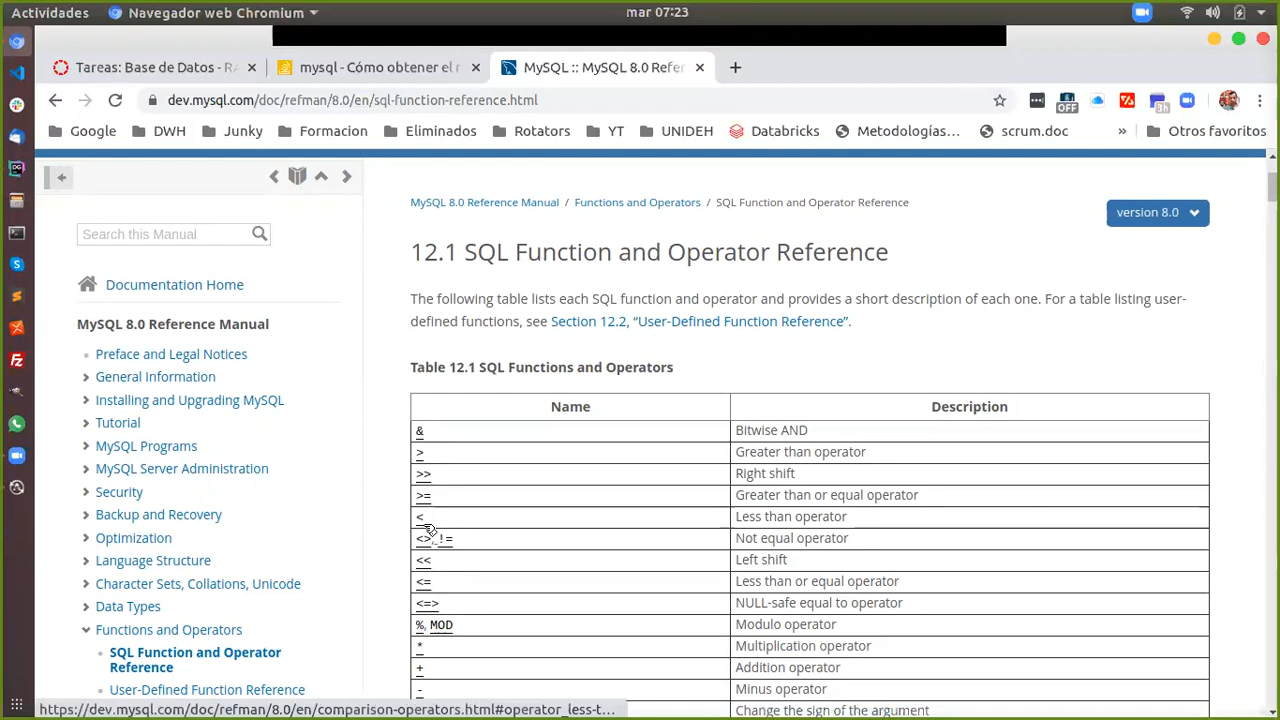 Actividades
Navegador web Chromium
mar 07:23
Tareas: Base de Datos - R
mysql - Cómo obtener el
MySQL :: MySQL 8.0 Refer
dev.mysql.com/doc/refman/8.0/en/sql-function-reference.html
OFF
3h
Google
DWH
Junky
Formacion
Eliminados
Rotators
YT
UNIDEH
Databricks
Metodologías...
scrum.doc
»
Otros favoritos
Search this Manual
Documentation Home
MySQL 8.0 Reference Manual
Preface and Legal Notices
General Information
Installing and Upgrading MySQL
Tutorial
MySQL Programs
MySQL Server Administration
Security
Backup and Recovery
Optimization
Language Structure
Character Sets, Collations, Unicode
Data Types
Functions and Operators
SQL Function and Operator
Reference
User-Defined Function Reference
MySQL 8.0 Reference Manual / Functions and Operators / SQL Function and Operator Reference
version 8.0
12.1 SQL Function and Operator Reference
The following table lists each SQL function and operator and provides a short description of each one. For a table listing user-
defined functions, see Section 12.2, “User-Defined Function Reference”.
Table 12.1 SQL Functions and Operators
Name Description
& Bitwise AND
> Greater than operator
>> Right shift
>= Greater than or equal operator
< Less than operator
<>, != Not equal operator
<< Left shift
<= Less than or equal operator
<=> NULL-safe equal to operator
%, MOD Modulo operator
* Multiplication operator
+ Addition operator
- Minus operator
Change the sign of the argument
https://dev.mysql.com/doc/refman/8.0/en/comparison-operators.html#operator_less-t...